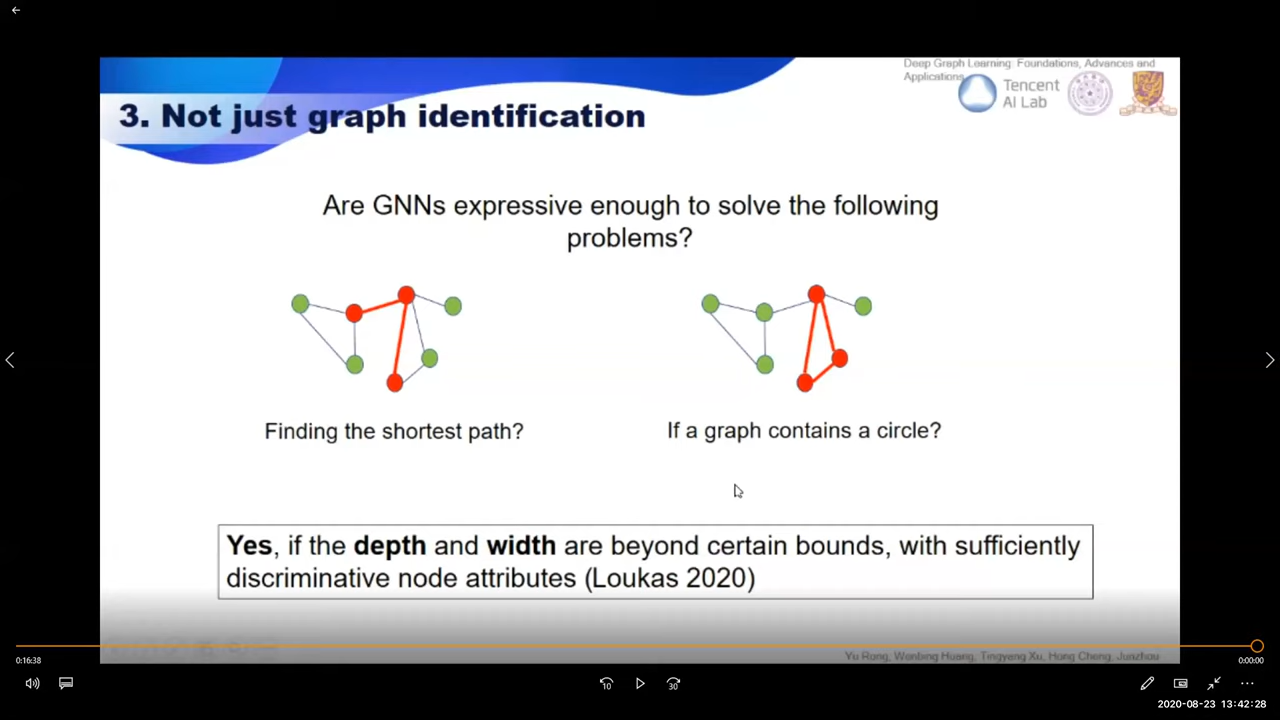 Deep Graph Learning: Foundations, Advances and
Applications
Tencent
AI Lab
3. Not just graph identification
Are GNNs expressive enough to solve the following
problems?
Finding the shortest path?
If a graph contains a circle?
Yes, if the depth and width are beyond certain bounds, with sufficiently
discriminative node attributes (Loukas 2020)
Yu Rong, Wenbing Huang, Tingyang Xu, Hong Cheng, Junzhou
0:16:38
0:00:00
10
30
2020-08-23 13:42:28